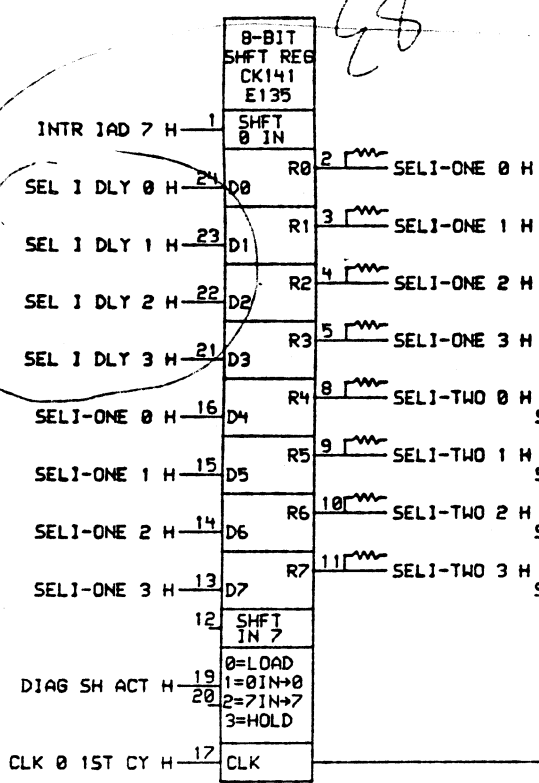 8-BIT
SHFT REG
CK141
E135
INTR IAD 7 H 1 SHFT
0 IN
R0 2 SELI-ONE 0 H
SEL I DLY 0 H 24 D0
R1 3 SELI-ONE 1 H
SEL I DLY 1 H 23 D1
R2 4 SELI-ONE 2 H
SEL I DLY 2 H 22 D2
R3 5 SELI-ONE 3 H
SEL I DLY 3 H 21 D3
R4 8 SELI-TWO 0 H
SELI-ONE 0 H 16 D4
R5 9 SELI-TWO 1 H
SELI-ONE 1 H 15 D5
R6 10 SELI-TWO 2 H
SELI-ONE 2 H 14 D6
R7 11 SELI-TWO 3 H
SELI-ONE 3 H 13 D7
12 SHFT
IN 7
0=LOAD
DIAG SH ACT H 19 1=0IN→0
20 2=7IN→7
3=HOLD
CLK 0 1ST CY H 17 CLK